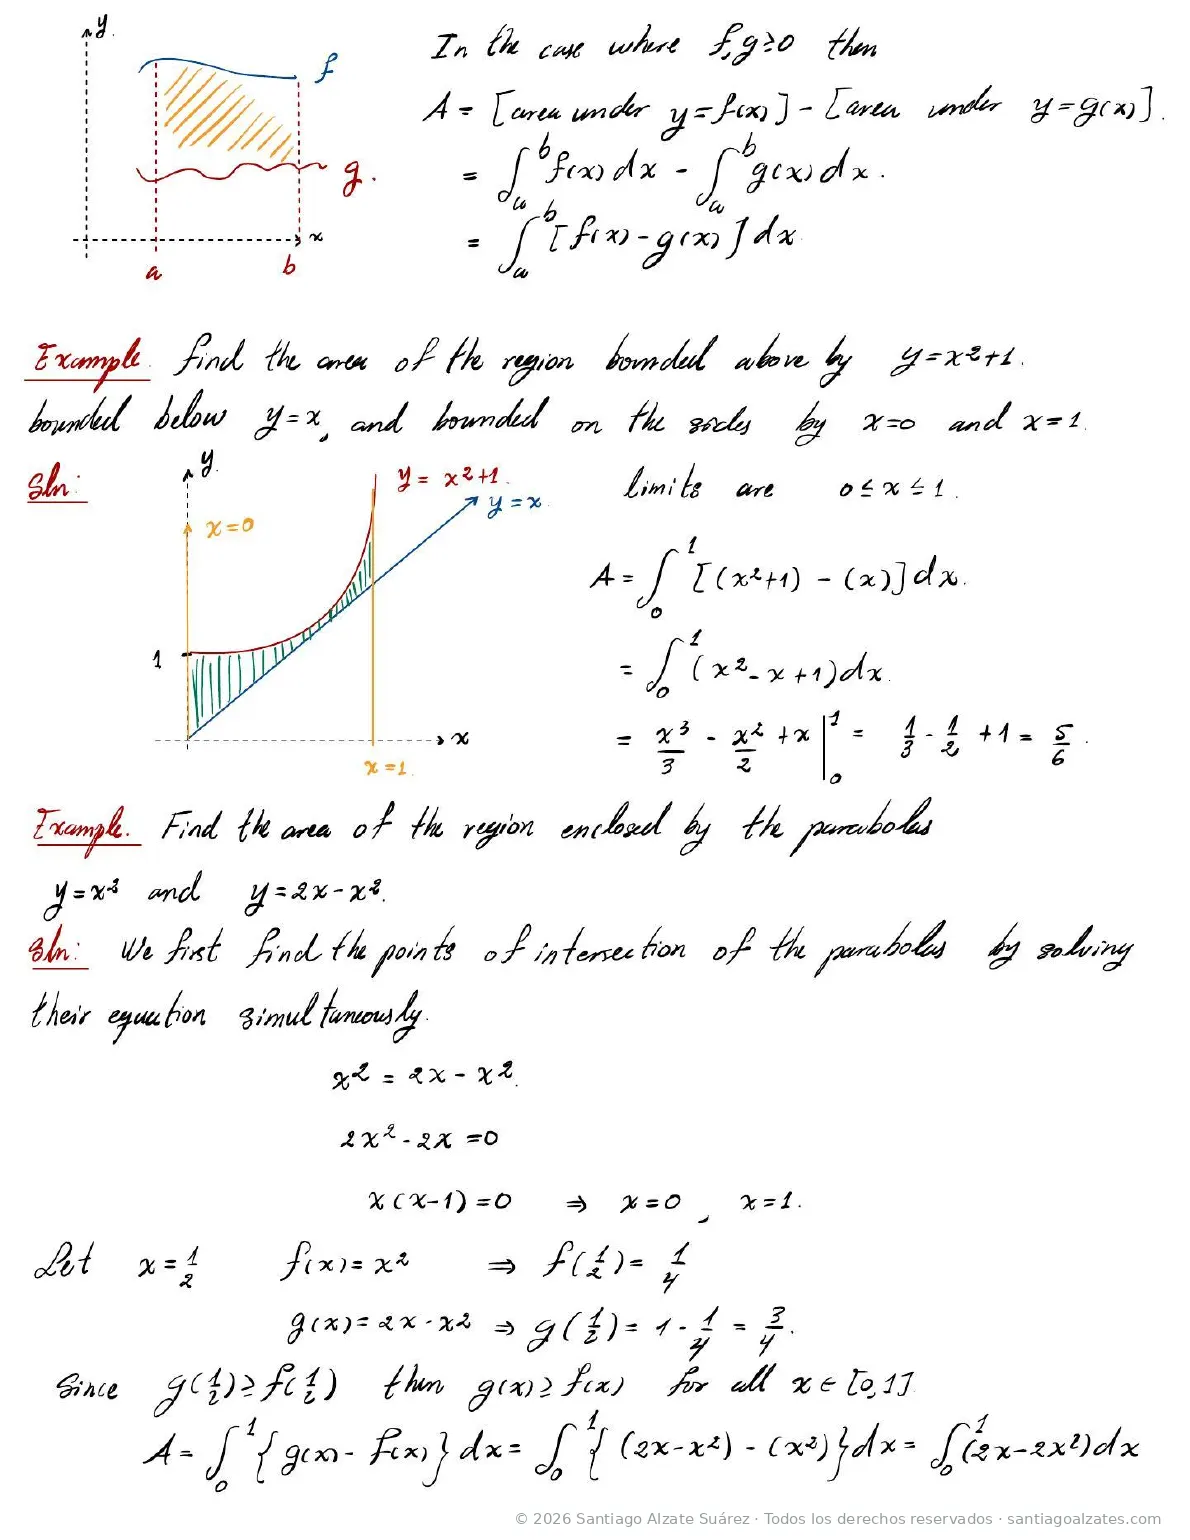 y.
f
g.
x
a b
In the case where f,g≥0 then
A = [area under y=f(x)] - [area under y=g(x)].
= ∫_a^b f(x) dx - ∫_a^b g(x) dx.
= ∫_a^b [f(x)-g(x)] dx
Example. find the area of the region bounded above by y=x²+1.
bounded below y=x, and bounded on the sides by x=0 and x=1.
Sln:
y.
y = x²+1.
y = x.
x=0
1
x
x=1.
limits are 0≤x≤1.
A = ∫_0^1 [(x²+1) - (x)] dx.
= ∫_0^1 (x²-x+1) dx.
= x³/3 - x²/2 + x |_0^1 = 1/3 - 1/2 + 1 = 5/6.
Example. Find the area of the region enclosed by the parabolas
y=x² and y=2x-x².
Sln: We first find the points of intersection of the parabolas by solving
their equation simultaneously.
x² = 2x - x².
2x²-2x =0
x(x-1)=0 ⇒ x=0, x=1.
Let x=1/2 f(x)=x² ⇒ f(1/2)= 1/4
g(x)=2x-x² ⇒ g(1/2)= 1-1/4 = 3/4.
Since g(1/2)≥f(1/2) then g(x)≥f(x) for all x∈[0,1].
A = ∫_0^1 {g(x)-f(x)} dx = ∫_0^1 {(2x-x²)-(x²)} dx = ∫_0^1 (2x-2x²) dx
© 2026 Santiago Alzate Suárez · Todos los derechos reservados · santiagoalzates.com